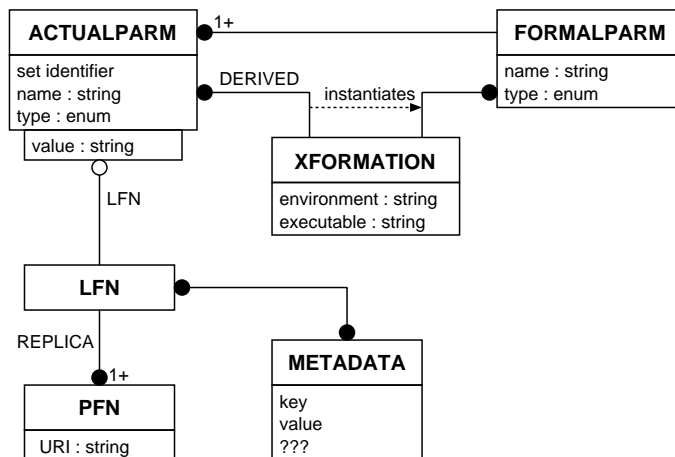 ACTUALPARM
1+
FORMALPARM
set identifier
name : string
type : enum
value : string
DERIVED
instantiates
name : string
type : enum
XFORMATION
environment : string
executable : string
LFN
LFN
REPLICA
1+
METADATA
key
value
???
PFN
URI : string